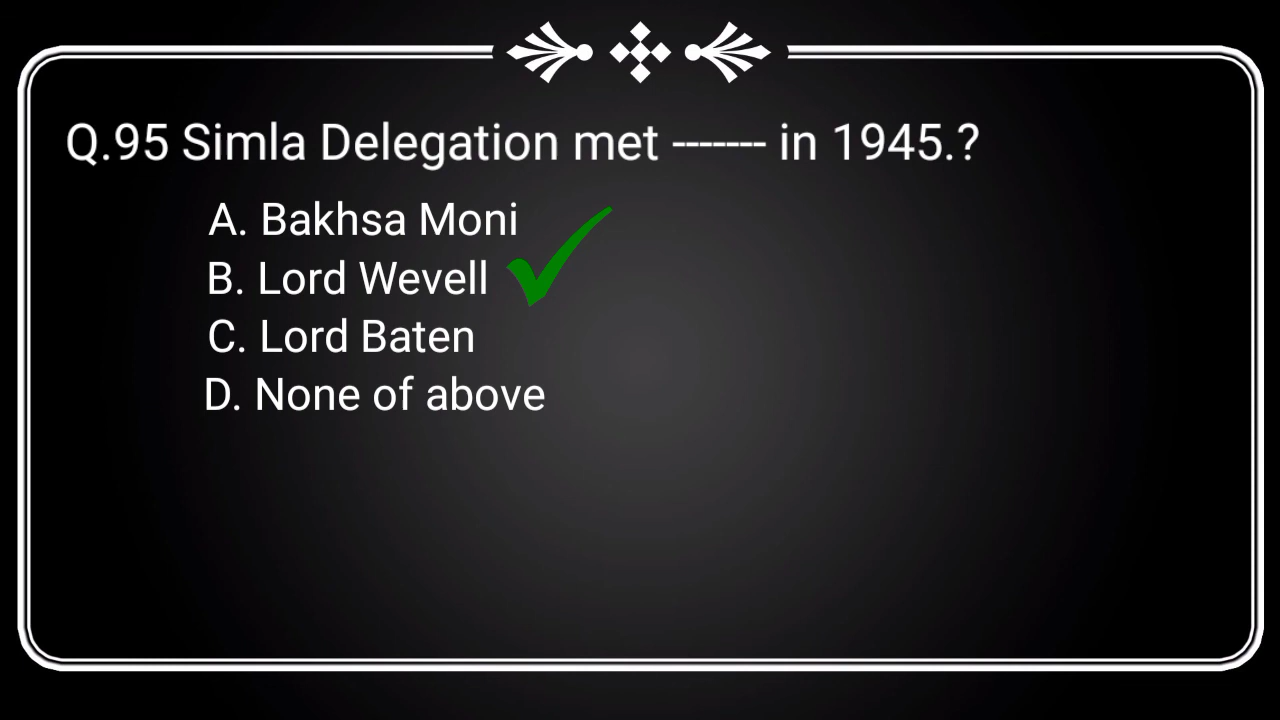 Q.95 Simla Delegation met ------- in 1945.?
A. Bakhsa Moni
B. Lord Wevell
C. Lord Baten
D. None of above